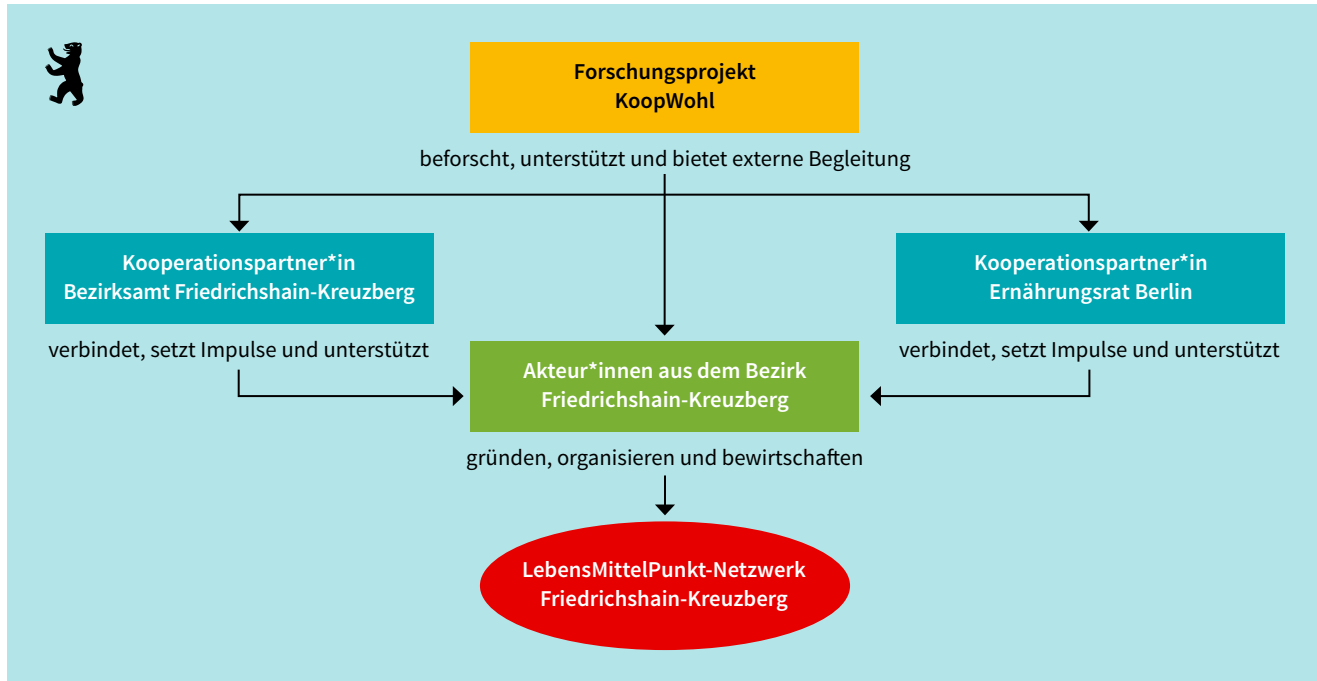 Forschungsprojekt
KoopWohl
beforscht, unterstützt und bietet externe Begleitung
Kooperationspartner*in
Bezirksamt Friedrichshain-Kreuzberg
verbindet, setzt Impulse und unterstützt
Kooperationspartner*in
Ernährungsrat Berlin
verbindet, setzt Impulse und unterstützt
Akteur*innen aus dem Bezirk
Friedrichshain-Kreuzberg
gründen, organisieren und bewirtschaften
LebensMittelPunkt-Netzwerk
Friedrichshain-Kreuzberg